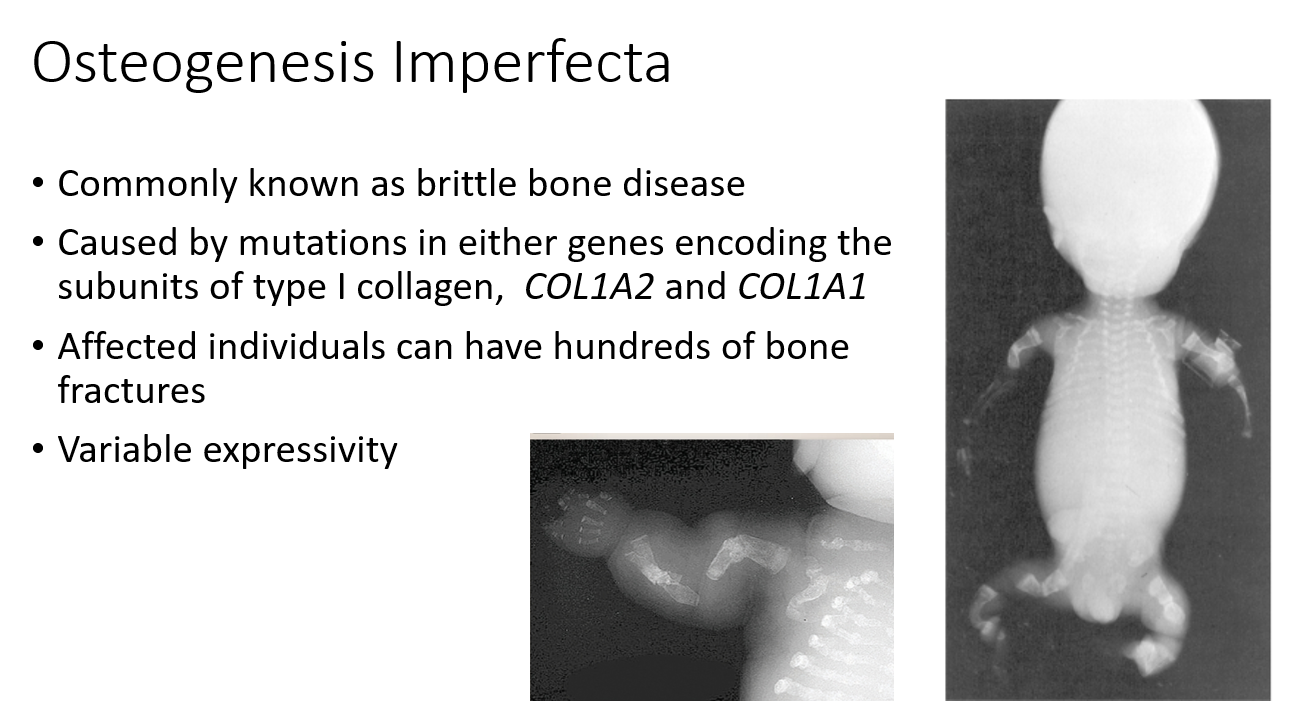 Osteogenesis Imperfecta
• Commonly known as brittle bone disease
• Caused by mutations in either genes encoding the
subunits of type I collagen,  COL1A2 and COL1A1
• Affected individuals can have hundreds of bone
fractures
• Variable expressivity